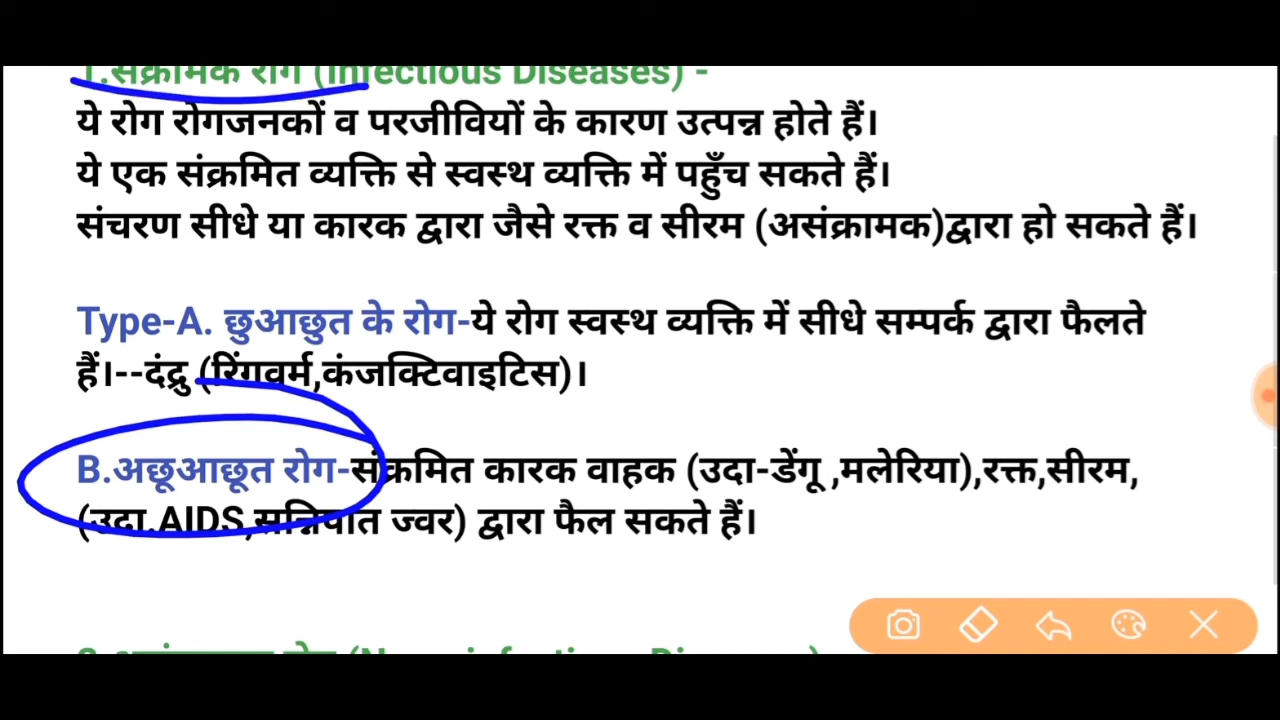 1.संक्रामक रोग (Infectious Diseases) -
ये रोग रोगजनकों व परजीवियों के कारण उत्पन्न होते हैं।
ये एक संक्रमित व्यक्ति से स्वस्थ व्यक्ति में पहुँच सकते हैं।
संचरण सीधे या कारक द्वारा जैसे रक्त व सीरम (असंक्रामक)द्वारा हो सकते हैं।
Type-A. छुआछुत के रोग-ये रोग स्वस्थ व्यक्ति में सीधे सम्पर्क द्वारा फैलते
हैं।--दंद्रु (रिंगवर्म,कंजक्टिवाइटिस)।
B.अछूआछूत रोग-संक्रमित कारक वाहक (उदा-डेंगू ,मलेरिया),रक्त,सीरम,
(उदा.AIDS,सन्निपात ज्वर) द्वारा फैल सकते हैं।